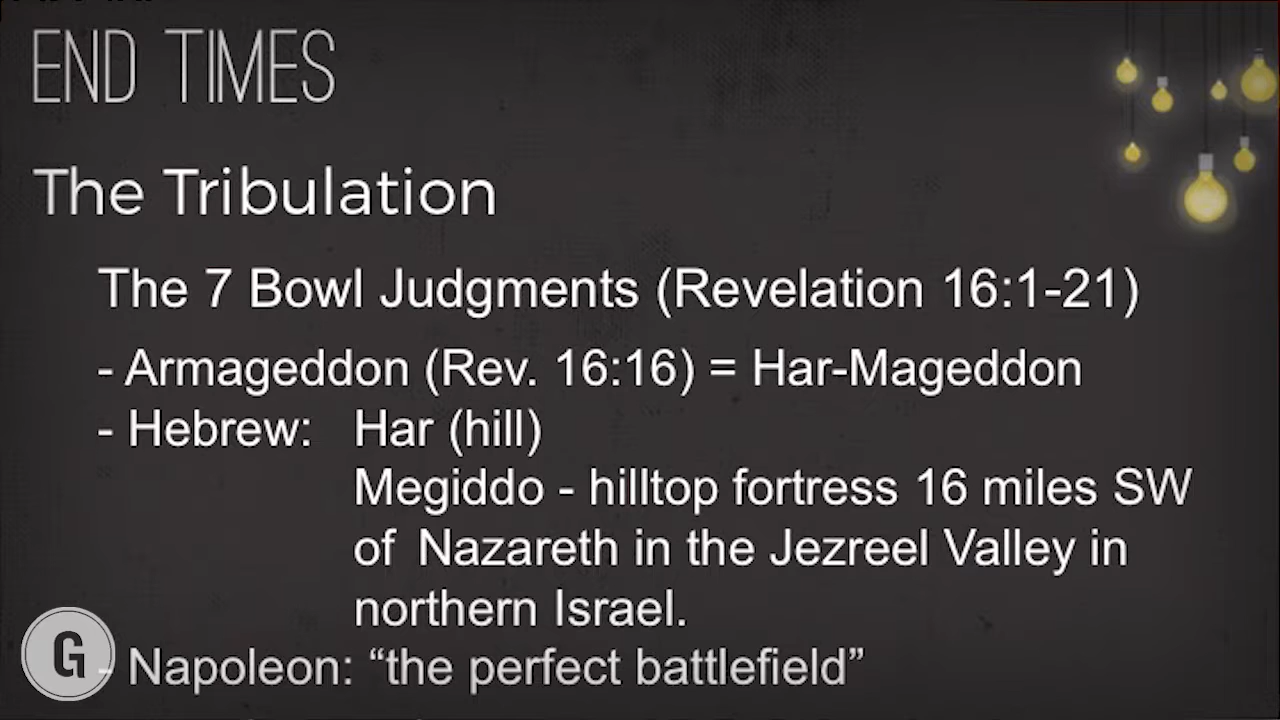 END TIMES
The Tribulation
The 7 Bowl Judgments (Revelation 16:1-21)
- Armageddon (Rev. 16:16) = Har-Mageddon
- Hebrew: Har (hill)
Megiddo - hilltop fortress 16 miles SW
of Nazareth in the Jezreel Valley in
northern Israel.
- Napoleon: “the perfect battlefield”
G